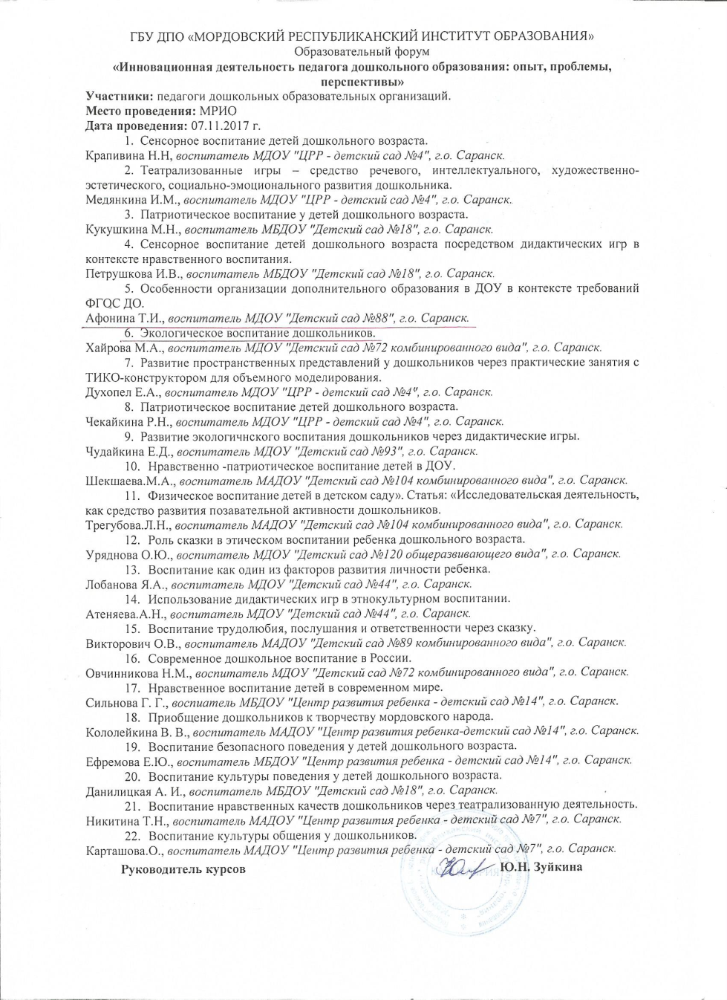 ГБУ ДПО «МОРДОВСКИЙ РЕСПУБЛИКАНСКИЙ ИНСТИТУТ ОБРАЗОВАНИЯ»
Образовательный форум
«Инновационная деятельность педагога дошкольного образования: опыт, проблемы,
перспективы»
Участники: педагоги дошкольных образовательных организаций.
Место проведения: МРИО
Дата проведения: 07.11.2017 г.
1. Сенсорное воспитание детей дошкольного возраста.
Крапивина Н.Н, воспитатель МДОУ "ЦРР - детский сад №4", г.о. Саранск.
2. Театрализованные игры – средство речевого, интеллектуального, художественно-
эстетического, социально-эмоционального развития дошкольника.
Медянкина И.М., воспитатель МДОУ "ЦРР - детский сад №4", г.о. Саранск.
3. Патриотическое воспитание у детей дошкольного возраста.
Кукушкина М.Н., воспитатель МБДОУ "Детский сад №18", г.о. Саранск.
4. Сенсорное воспитание детей дошкольного возраста посредством дидактических игр в
контексте нравственного воспитания.
Петрушкова И.В., воспитатель МБДОУ "Детский сад №18", г.о. Саранск.
5. Особенности организации дополнительного образования в ДОУ в контексте требований
ФГОС ДО.
Афонина Т.И., воспитатель МДОУ "Детский сад №88", г.о. Саранск.
6. Экологическое воспитание дошкольников.
Хайрова М.А., воспитатель МДОУ "Детский сад №72 комбинированного вида", г.о. Саранск.
7. Развитие пространственных представлений у дошкольников через практические занятия с
ТИКО-конструктором для объемного моделирования.
Духопел Е.А., воспитатель МДОУ "ЦРР - детский сад №4", г.о. Саранск.
8. Патриотическое воспитание детей дошкольного возраста.
Чекайкина Р.Н., воспитатель МДОУ "ЦРР - детский сад №4", г.о. Саранск.
9. Развитие экологичнского воспитания дошкольников через дидактические игры.
Чудайкина Е.Д., воспитатель МДОУ "Детский сад №93", г.о. Саранск.
10. Нравственно -патриотическое воспитание детей в ДОУ.
Шекшаева.М.А., воспитатель МАДОУ "Детский сад №104 комбинированного вида", г.о. Саранск.
11. Физическое воспитание детей в детском саду». Статья: «Исследовательская деятельность,
как средство развития позавательной активности дошкольников.
Трегубова.Л.Н., воспитатель МАДОУ "Детский сад №104 комбинированного вида", г.о. Саранск.
12. Роль сказки в этическом воспитании ребенка дошкольного возраста.
Уряднова О.Ю., воспитатель МДОУ "Детский сад №120 общеразвивающего вида", г.о. Саранск.
13. Воспитание как один из факторов развития личности ребенка.
Лобанова Я.А., воспитатель МДОУ "Детский сад №44", г.о. Саранск.
14. Использование дидактических игр в этнокультурном воспитании.
Атеняева.А.Н., воспитатель МДОУ "Детский сад №44", г.о. Саранск.
15. Воспитание трудолюбия, послушания и ответственности через сказку.
Викторович О.В., воспитатель МАДОУ "Детский сад №89 комбинированного вида", г.о. Саранск.
16. Современное дошкольное воспитание в России.
Овчинникова Н.М., воспитатель МДОУ "Детский сад №72 комбинированного вида", г.о. Саранск.
17. Нравственное воспитание детей в современном мире.
Сильнова Г. Г., воспиатель МБДОУ "Центр развития ребенка - детский сад №14", г.о. Саранск.
18. Приобщение дошкольников к творчеству мордовского народа.
Кололейкина В. В., воспитатель МАДОУ "Центр развития ребенка-детский сад №14", г.о. Саранск.
19. Воспитание безопасного поведения у детей дошкольного возраста.
Ефремова Е.Ю., воспитатель МБДОУ "Центр развития ребенка - детский сад №14", г.о. Саранск.
20. Воспитание культуры поведения у детей дошкольного возраста.
Данилицкая А. И., воспитатель МБДОУ "Детский сад №18", г.о. Саранск.
21. Воспитание нравственных качеств дошкольников через театрализованную деятельность.
Никитина Т.Н., воспитатель МАДОУ "Центр развития ребенка - детский сад №7", г.о. Саранск.
22. Воспитание культуры общения у дошкольников.
Карташова.О., воспитатель МАДОУ "Центр развития ребенка - детский сад №7", г.о. Саранск.
Руководитель курсов Ю.Н. Зуйкина